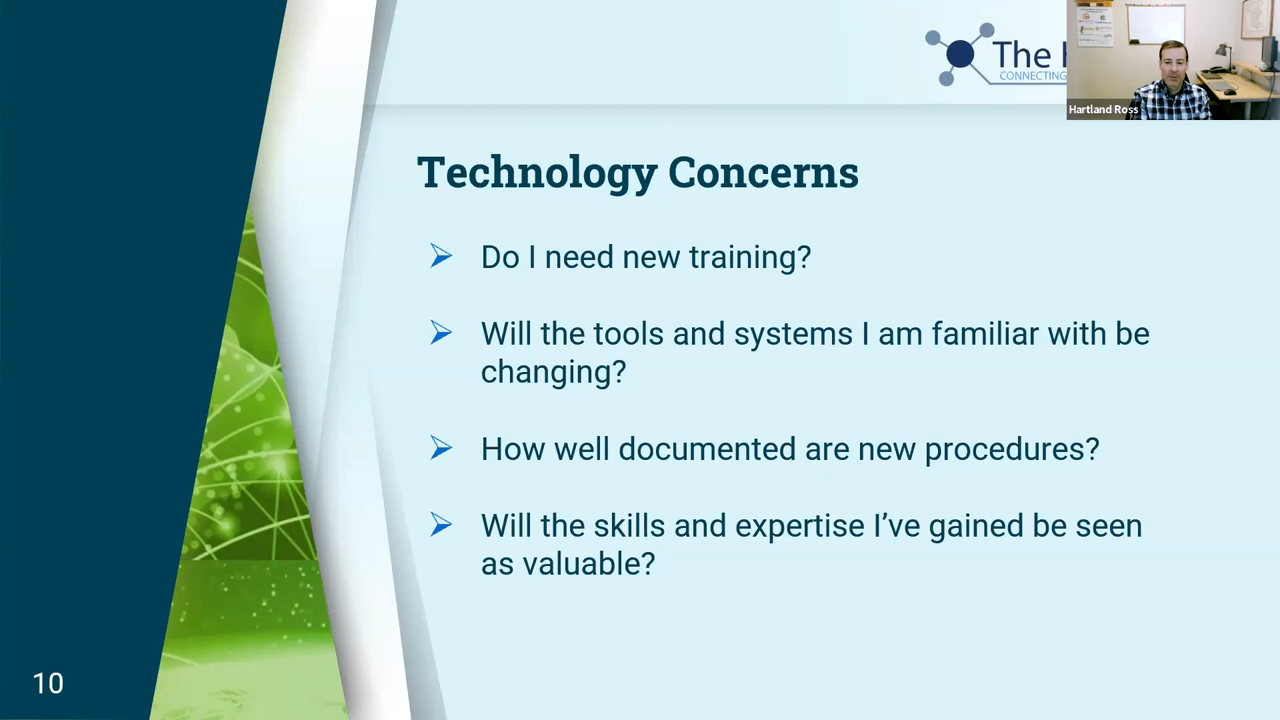 The
CONNECTING
Hartland Ross
Technology Concerns
Do I need new training?
Will the tools and systems I am familiar with be
changing?
How well documented are new procedures?
Will the skills and expertise I’ve gained be seen
as valuable?
10